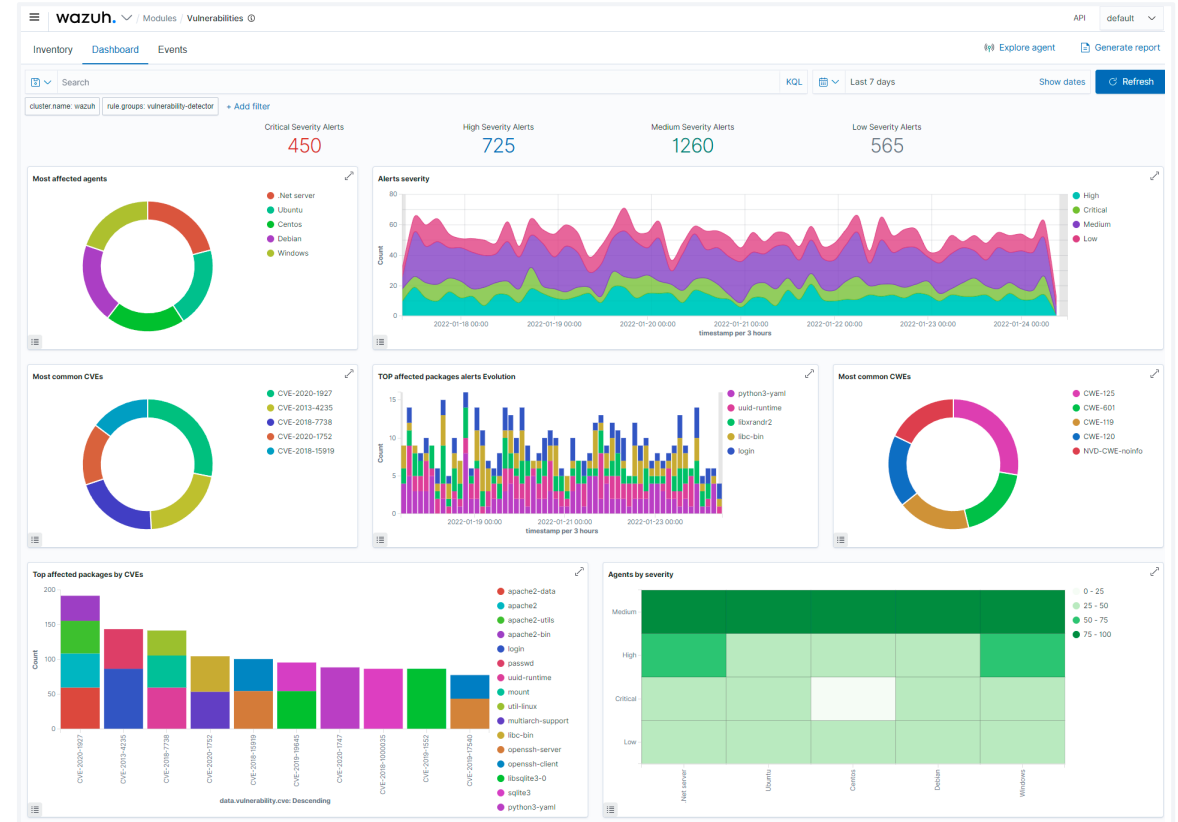 wazuh. / Modules / Vulnerabilities
API
default
Inventory
Dashboard
Events
Explore agent
Generate report
Search
KQL
Last 7 days
Show dates
Refresh
cluster.name: wazuh
rule.groups: vulnerability-detector
+ Add filter
Critical Severity Alerts
450
High Severity Alerts
725
Medium Severity Alerts
1260
Low Severity Alerts
565
Most affected agents
.Net server
Ubuntu
Centos
Debian
Windows
Alerts severity
80
60
40
20
0
Count
2022-01-18 00:00
2022-01-19 00:00
2022-01-20 00:00
2022-01-21 00:00
2022-01-22 00:00
2022-01-23 00:00
2022-01-24 00:00
timestamp per 3 hours
High
Critical
Medium
Low
Most common CVEs
CVE-2020-1927
CVE-2013-4235
CVE-2018-7738
CVE-2020-1752
CVE-2018-15919
TOP affected packages alerts Evolution
15
10
5
0
Count
2022-01-19 00:00
2022-01-21 00:00
2022-01-23 00:00
timestamp per 3 hours
python3-yaml
uuid-runtime
libxrandr2
libc-bin
login
Most common CWEs
CWE-125
CWE-601
CWE-119
CWE-120
NVD-CWE-noinfo
Top affected packages by CVEs
200
150
100
50
0
Count
CVE-2020-1927
CVE-2013-4235
CVE-2018-7738
CVE-2020-1752
CVE-2018-15919
CVE-2019-19645
CVE-2020-1747
CVE-2018-1000035
CVE-2019-1552
CVE-2019-17540
data.vulnerability.cve: Descending
apache2-data
apache2
apache2-utils
apache2-bin
login
passwd
uuid-runtime
mount
util-linux
multiarch-support
libc-bin
openssh-server
openssh-client
libsqlite3-0
sqlite3
python3-yaml
Agents by severity
Medium
High
Critical
Low
.Net server
Ubuntu
Centos
Debian
Windows
0 - 25
25 - 50
50 - 75
75 - 100